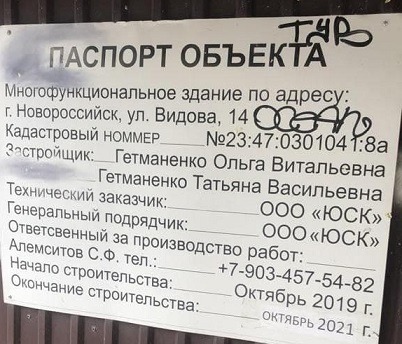 ПАСПОРТ ОБЪЕКТА
Многофункциональное здание по адресу:
г. Новороссийск, ул. Видова, 14
Кадастровый НОММЕР №23:47:0301041:8а
Застройщик: Гетманенко Ольга Витальевна
Гетманенко Татьяна Васильевна
Технический заказчик: ООО “ЮСК”
Генеральный подрядчик: ООО “ЮСК”
Ответсвенный за производство работ:
Алемситов С.Ф. тел.: +7-903-457-54-82
Начало строительства: Октябрь 2019 г.
Окончание строительства: ОКТЯБРЬ 2021 г.